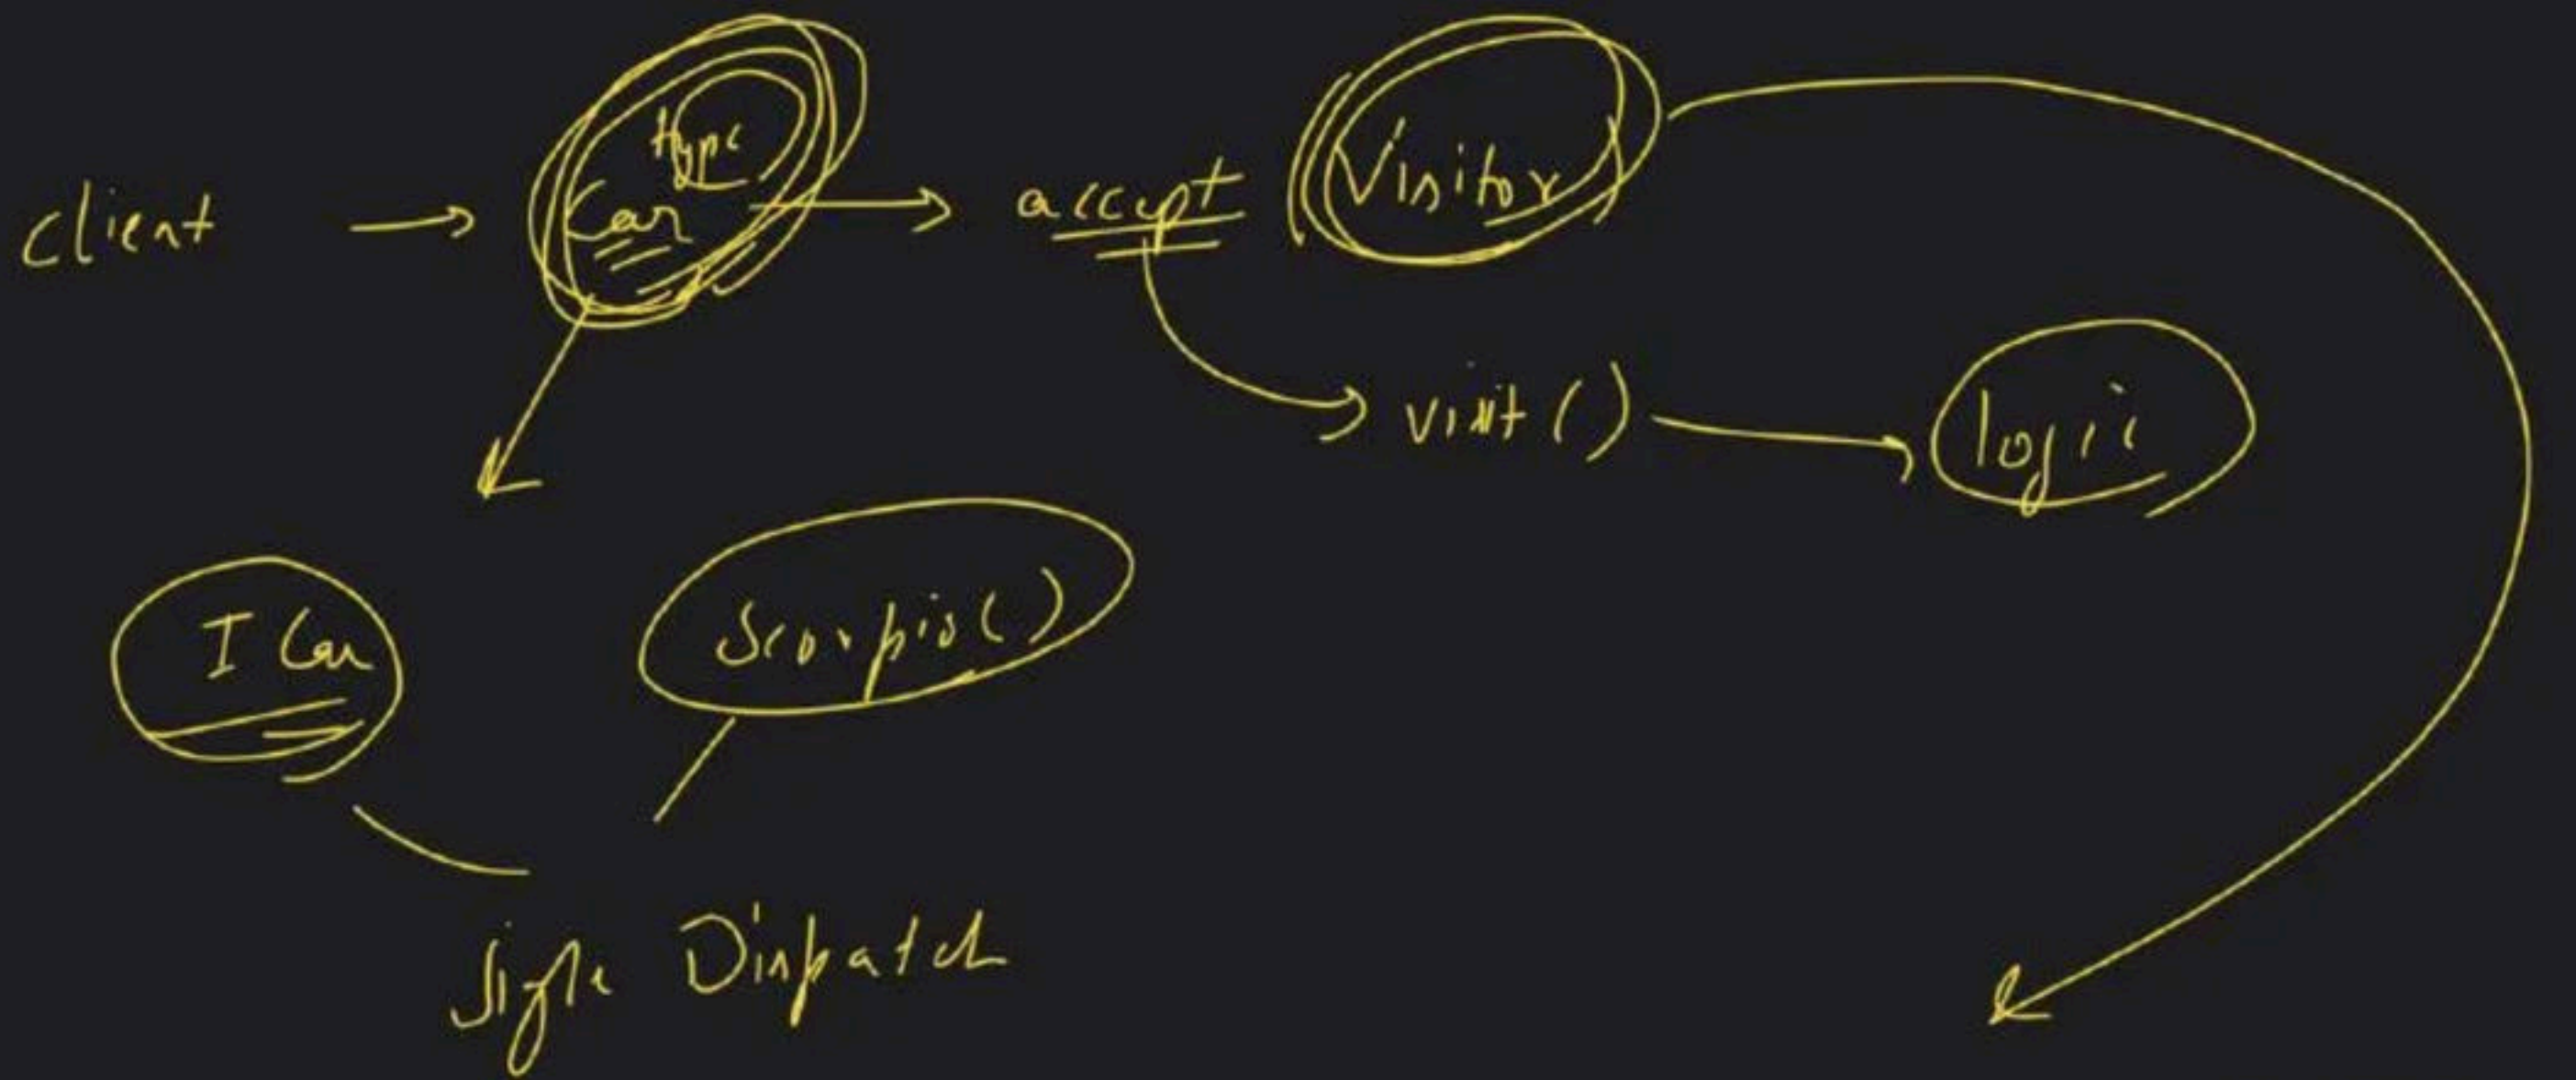 client → Car type → accept Visitor
visit() → logic
I Car
Scorpio()
Single Dispatch